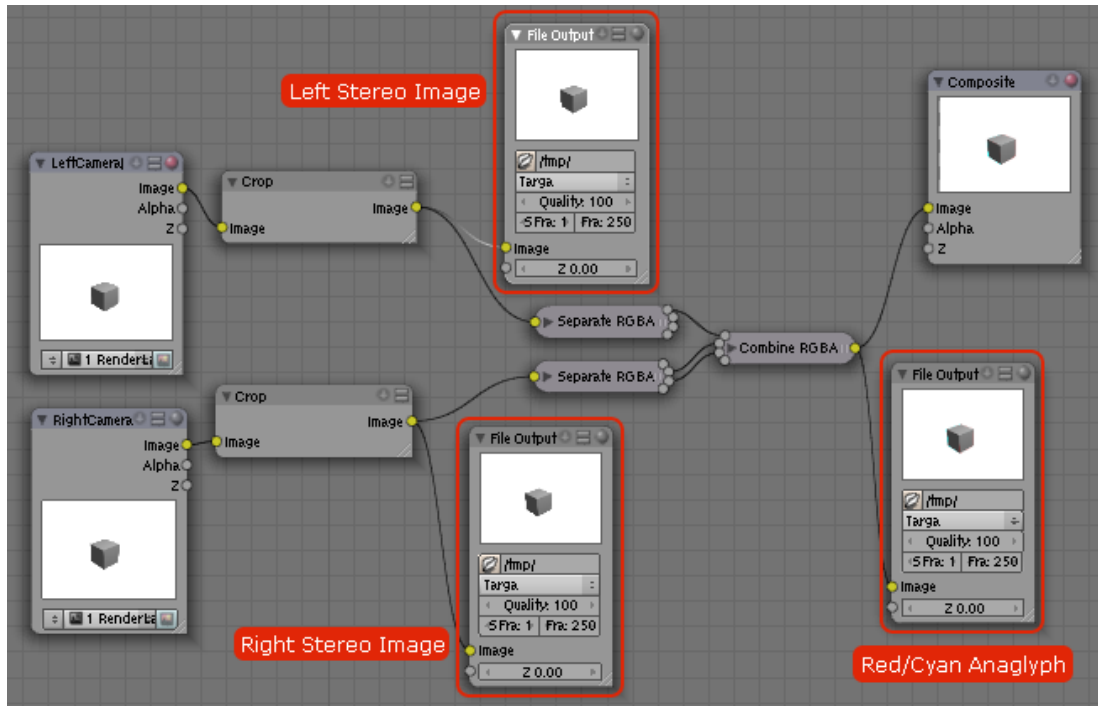 File Output
/tmp/
Targa
Quality: 100
SFra: 1 Fra: 250
Image
Z 0.00
Left Stereo Image
Composite
Image
Alpha
Z
LeftCamera
Image
Alpha
Z
1 RenderLa
Crop
Image
Image
Separate RGBA
Separate RGBA
Combine RGBA
RightCamera
Image
Alpha
Z
1 RenderLa
Crop
Image
Image
File Output
/tmp/
Targa
Quality: 100
SFra: 1 Fra: 250
Image
Z 0.00
Right Stereo Image
File Output
/tmp/
Targa
Quality: 100
SFra: 1 Fra: 250
Image
Z 0.00
Red/Cyan Anaglyph